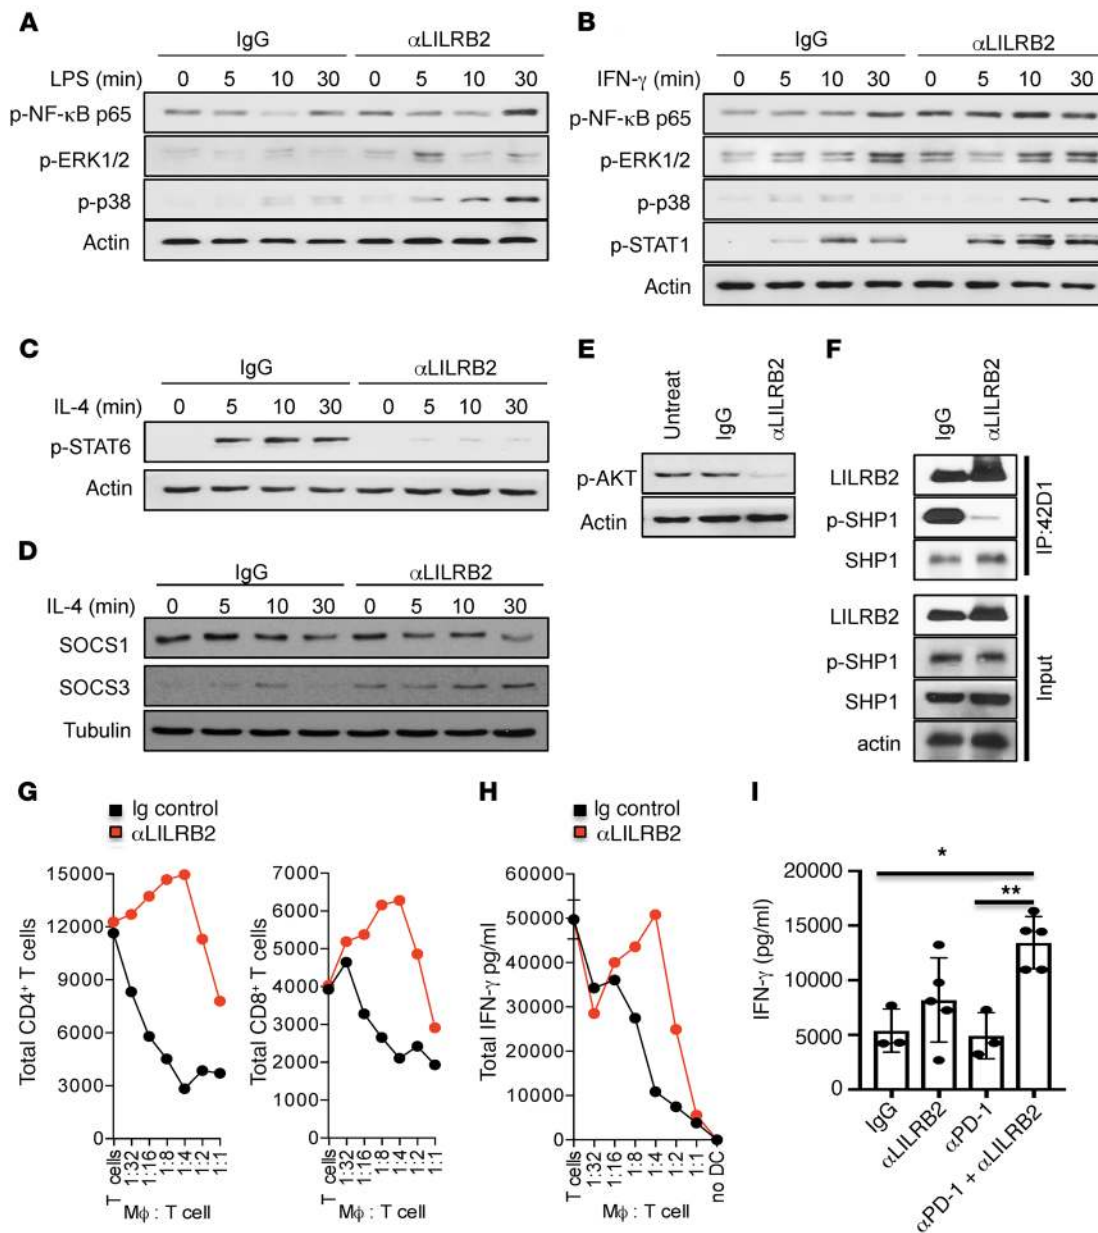 A
IgG αLILRB2
LPS (min) 0 5 10 30 0 5 10 30
p-NF-κB p65
p-ERK1/2
p-p38
Actin
B
IgG αLILRB2
IFN-γ (min) 0 5 10 30 0 5 10 30
p-NF-κB p65
p-ERK1/2
p-p38
p-STAT1
Actin
C
IgG αLILRB2
IL-4 (min) 0 5 10 30 0 5 10 30
p-STAT6
Actin
D
IgG αLILRB2
IL-4 (min) 0 5 10 30 0 5 10 30
SOCS1
SOCS3
Tubulin
E
Untreat IgG αLILRB2
p-AKT
Actin
F
IgG αLILRB2
LILRB2
p-SHP1
SHP1
IP:42D1
LILRB2
p-SHP1
SHP1
actin
Input
G
Ig control
αLILRB2
Total CD4⁺ T cells
15000
12000
9000
6000
3000
0
T cells 1:32 1:16 1:8 1:4 1:2 1:1
Mϕ : T cell
Total CD8⁺ T cells
7000
6000
5000
4000
3000
2000
1000
0
T cells 1:32 1:16 1:8 1:4 1:2 1:1
Mϕ : T cell
H
Ig control
αLILRB2
Total IFN-γ pg/ml
60000
50000
40000
30000
20000
10000
0
T cells 1:32 1:16 1:8 1:4 1:2 1:1 no DC
Mϕ : T cell
I
*
**
IFN-γ (pg/ml)
20000
15000
10000
5000
0
IgG
αLILRB2
αPD-1
αPD-1 + αLILRB2